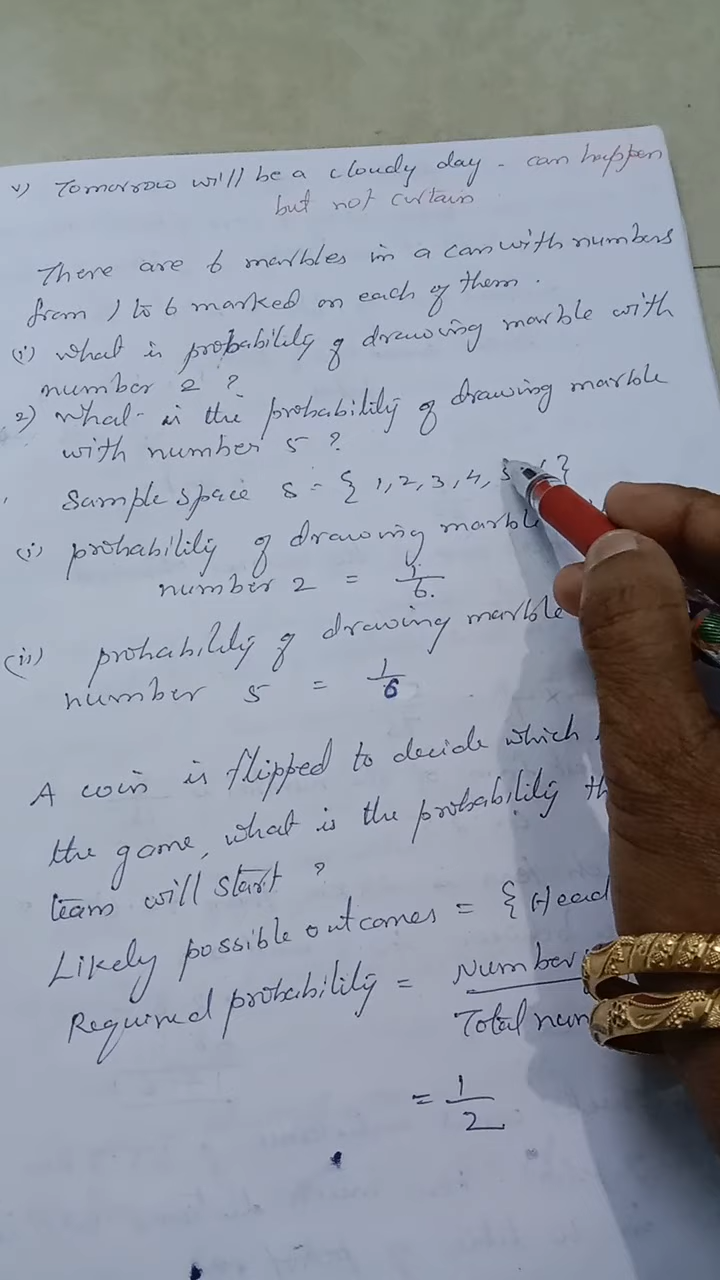 v) Tomorrow will be a cloudy day - can happen
but not curtain
There are 6 marbles in a can with numbers
from 1 to 6 marked on each of them.
(i) what is probability of drawing marble with
number 2 ?
2) what is the probability of drawing marble
with number 5 ?
Sample space S = { 1, 2, 3, 4, 5 }
(i) probability of drawing marble
number 2 = 1/6.
(ii) probability of drawing marble
number 5 = 1/6
A coin is flipped to decide which
the game, what is the probability
team will start ?
Likely possible outcomes = { Head
Required probability = Number
Total num
= 1/2